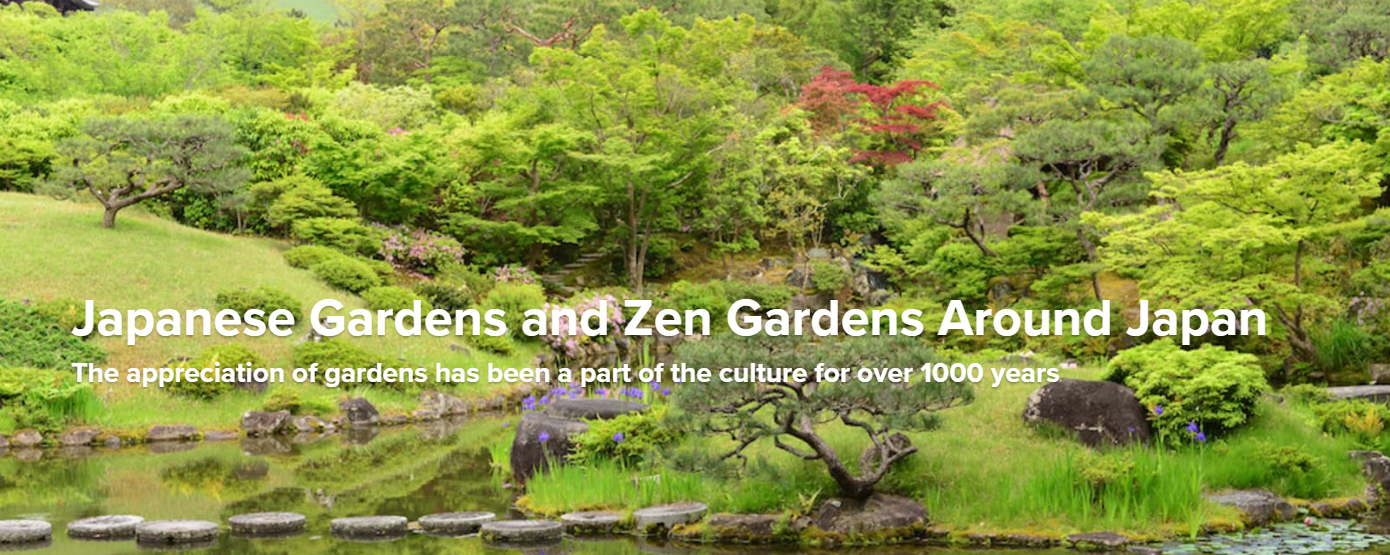 Japanese Gardens and Zen Gardens Around Japan
The appreciation of gardens has been a part of the culture for over 1000 years